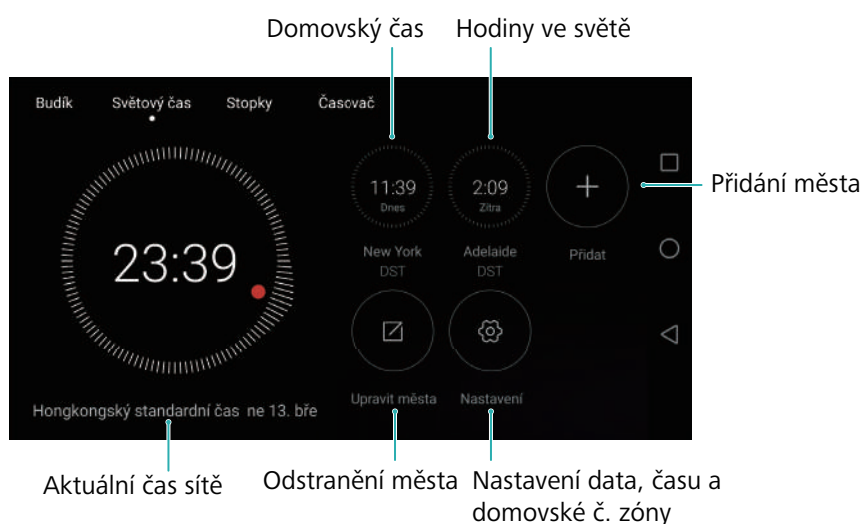 Domovský čas Hodiny ve světě
Budík Světový čas Stopky Časovač
11:39
Dnes
2:09
Zítra
Přidání města
23:39
New York
DST
Adelaide
DST
Přidat
Upravit města Nastavení
Hongkongský standardní čas ne 13. bře
Aktuální čas sítě
Odstranění města
Nastavení data, času a
domovské č. zóny